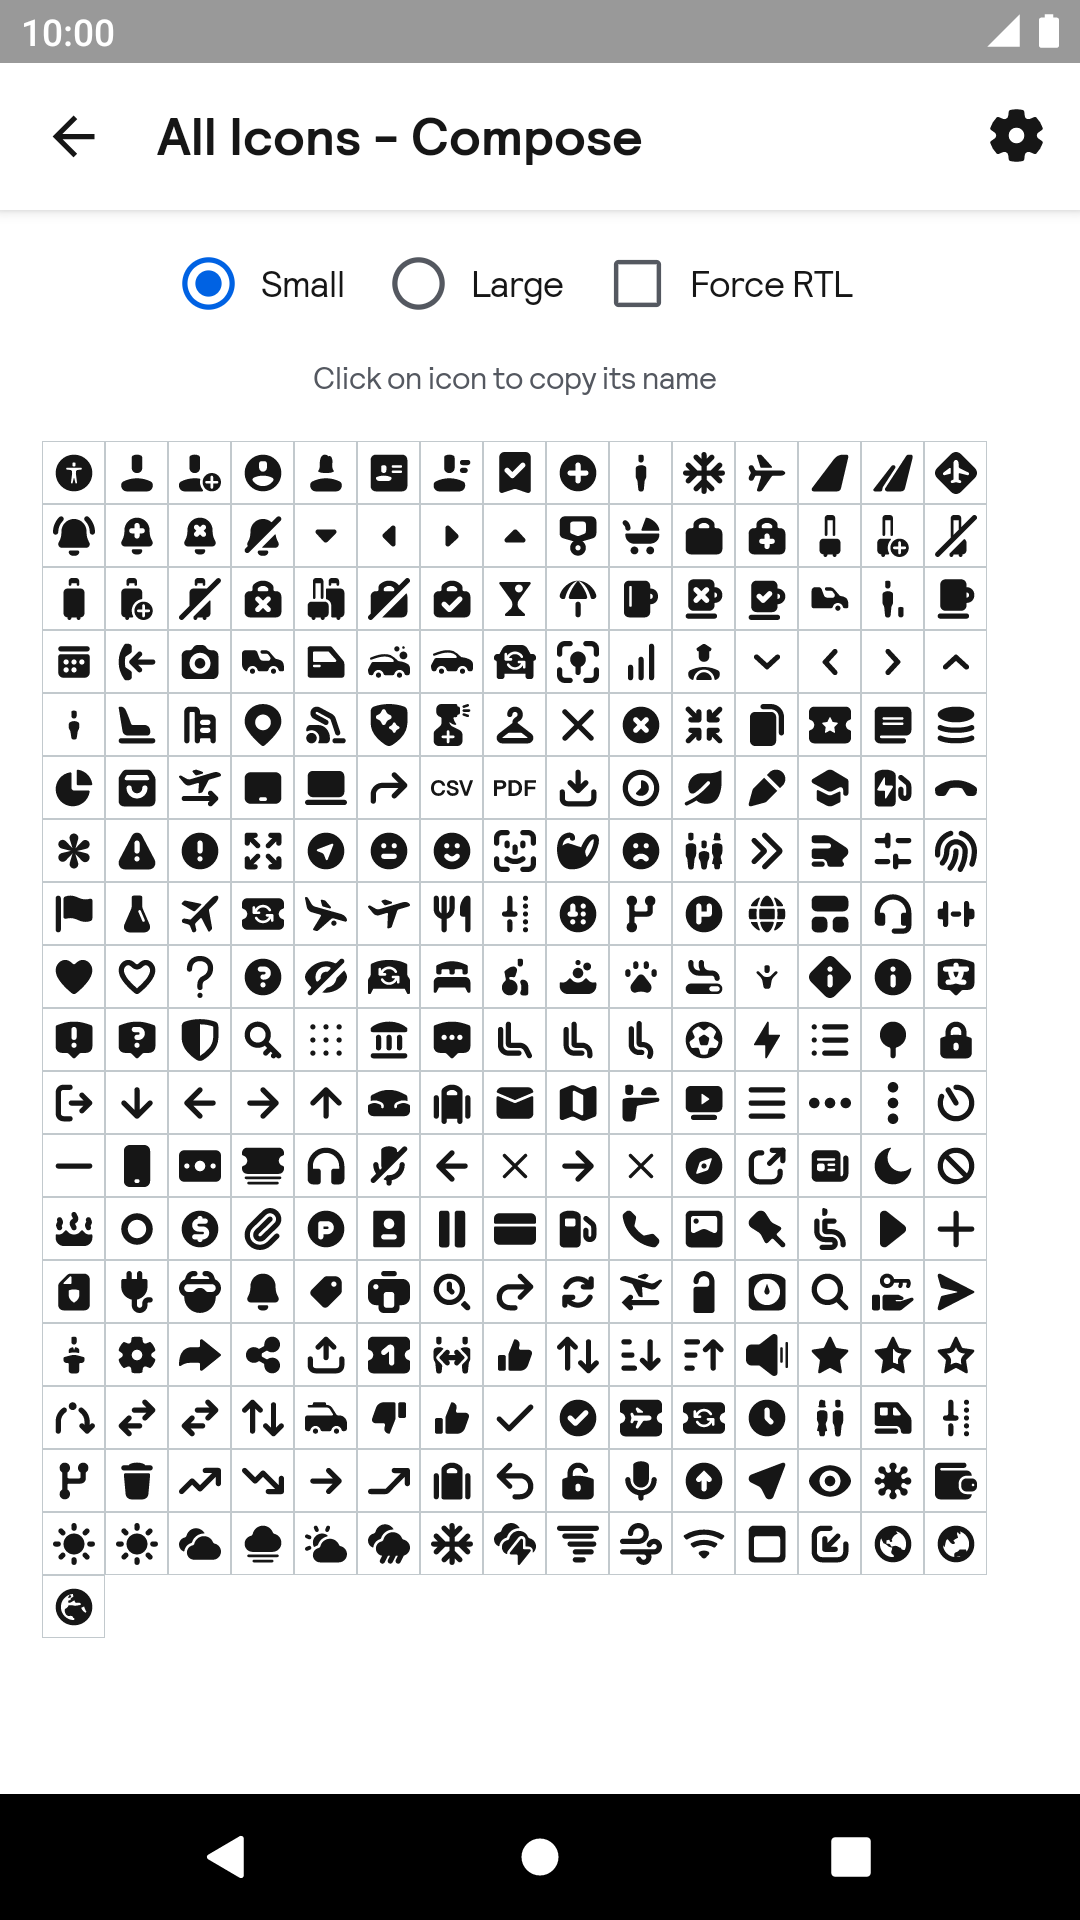 10:00
All Icons – Compose
Small Large Force RTL
Click on icon to copy its name
CSV PDF